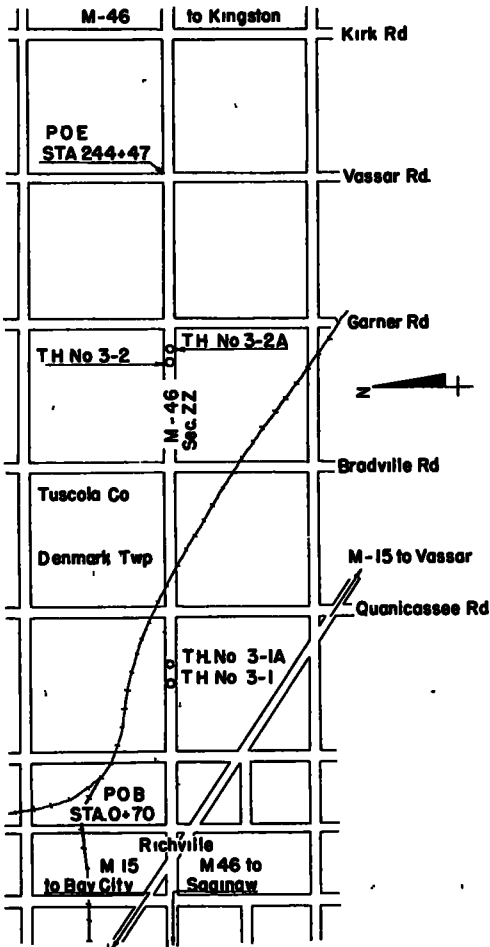 M-46 to Kingston
Kirk Rd
POE
STA 244+47
Vassar Rd.
Garner Rd
TH No 3-2A
TH No 3-2
N
M-46
Sec. ZZ
Bradville Rd
Tuscola Co
Denmark Twp
M-15 to Vassar
Quanicassee Rd
TH.No 3-1A
TH No 3-1
POB
STA.0+70
Richville
M 15
to Bay City
M 46 to
Saginaw